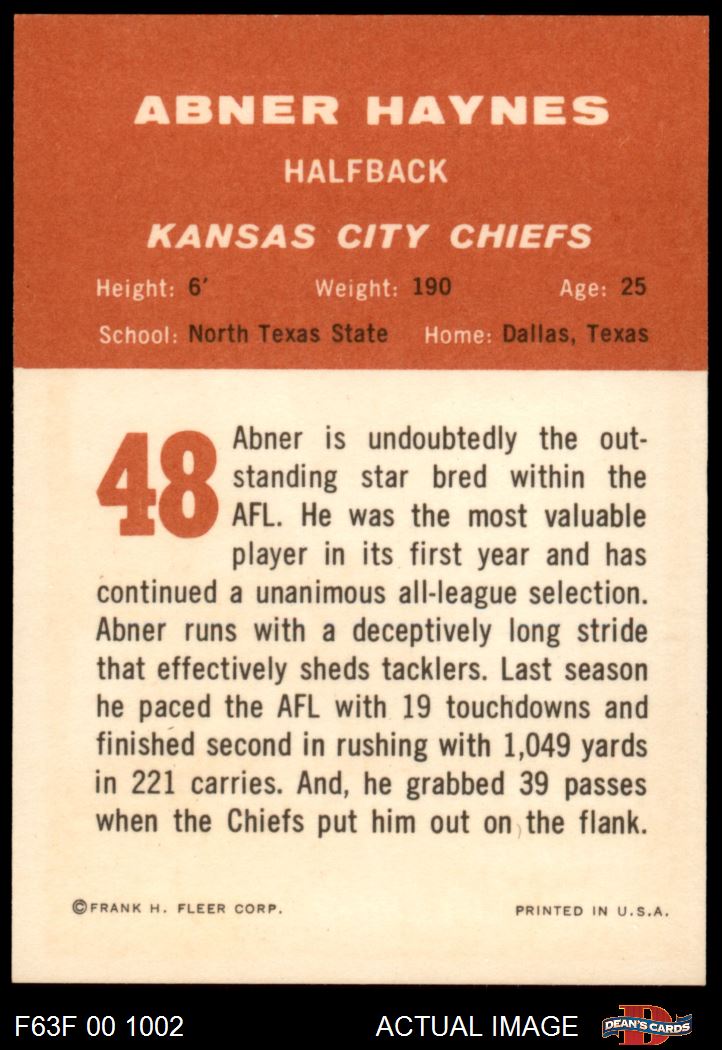 ABNER HAYNES
HALFBACK
KANSAS CITY CHIEFS
Height: 6' Weight: 190 Age: 25
School: North Texas State Home: Dallas, Texas
48
Abner is undoubtedly the out-
standing star bred within the
AFL. He was the most valuable
player in its first year and has
continued a unanimous all-league selection.
Abner runs with a deceptively long stride
that effectively sheds tacklers. Last season
he paced the AFL with 19 touchdowns and
finished second in rushing with 1,049 yards
in 221 carries. And, he grabbed 39 passes
when the Chiefs put him out on the flank.
©FRANK H. FLEER CORP. PRINTED IN U.S.A.
F63F 00 1002 ACTUAL IMAGE D DEAN'S CARDS